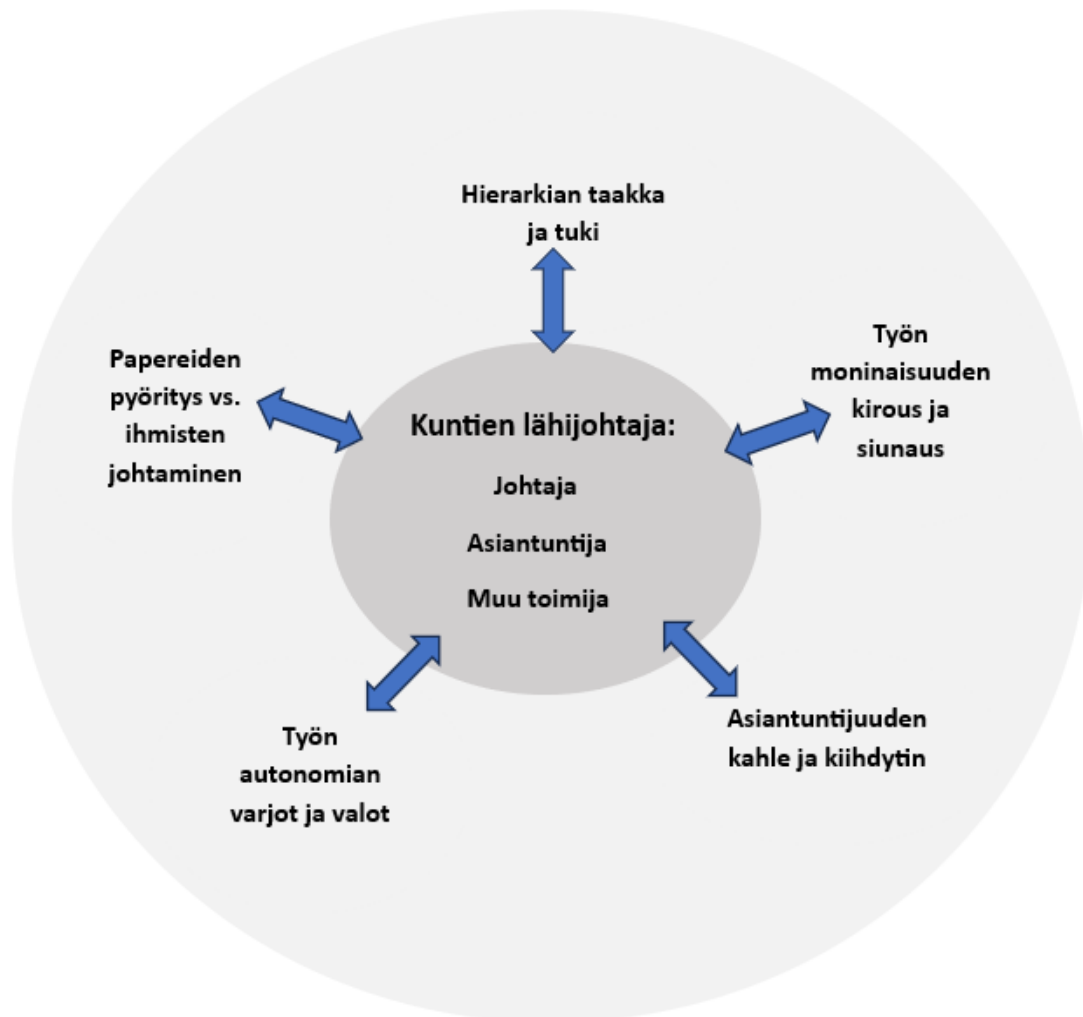 Hierarkian taakka
ja tuki
Papereiden
pyöritys vs.
ihmisten
johtaminen
Työn
moninaisuuden
kirous ja
siunaus
Kuntien lähijohtaja:
Johtaja
Asiantuntija
Muu toimija
Työn
autonomian
varjot ja valot
Asiantuntijuuden
kahle ja kiihdytin